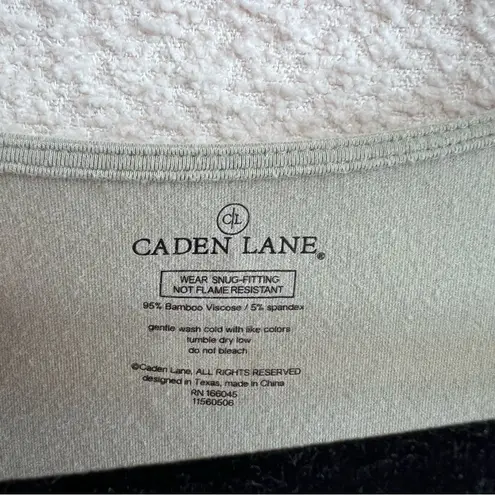 C|L
CADEN LANE®
WEAR SNUG-FITTING
NOT FLAME RESISTANT
95% Bamboo Viscose / 5% spandex
gentle wash cold with like colors
tumble dry low
do not bleach
©Caden Lane, ALL RIGHTS RESERVED
designed in Texas, made in China
RN 166045
11560506